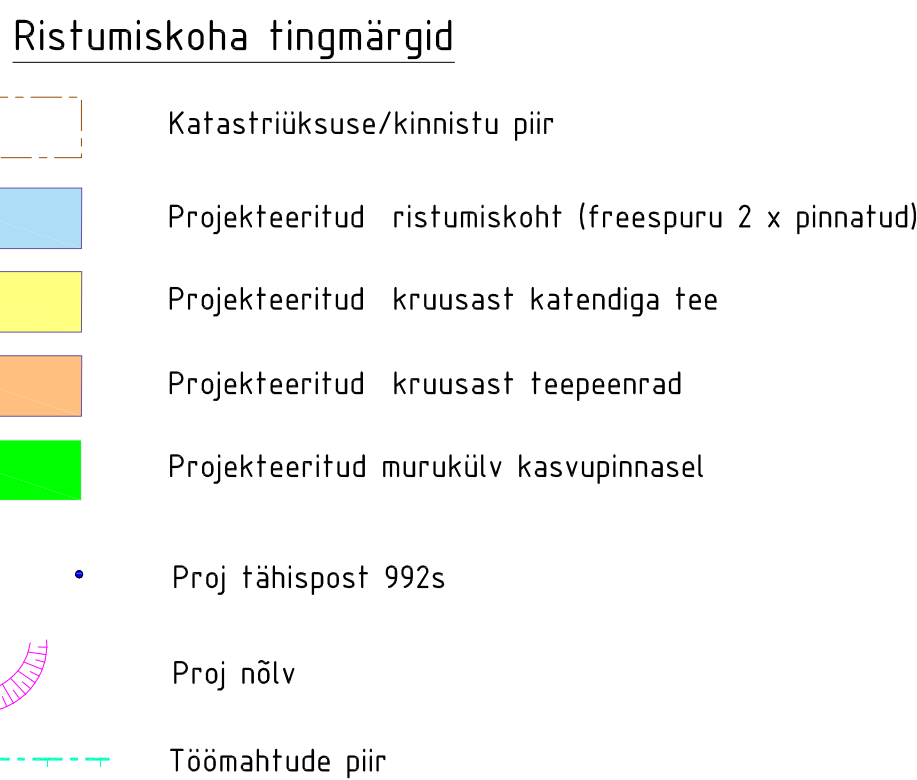 Ristumiskoha tingmärgid
Katastriüksuse/kinnistu piir
Projekteeritud ristumiskoht (freespuru 2 x pinnatud)
Projekteeritud kruusast katendiga tee
Projekteeritud kruusast teepeenrad
Projekteeritud murukülv kasvupinnasel
Proj tähispost 992s
Proj nõlv
Töömahtude piir